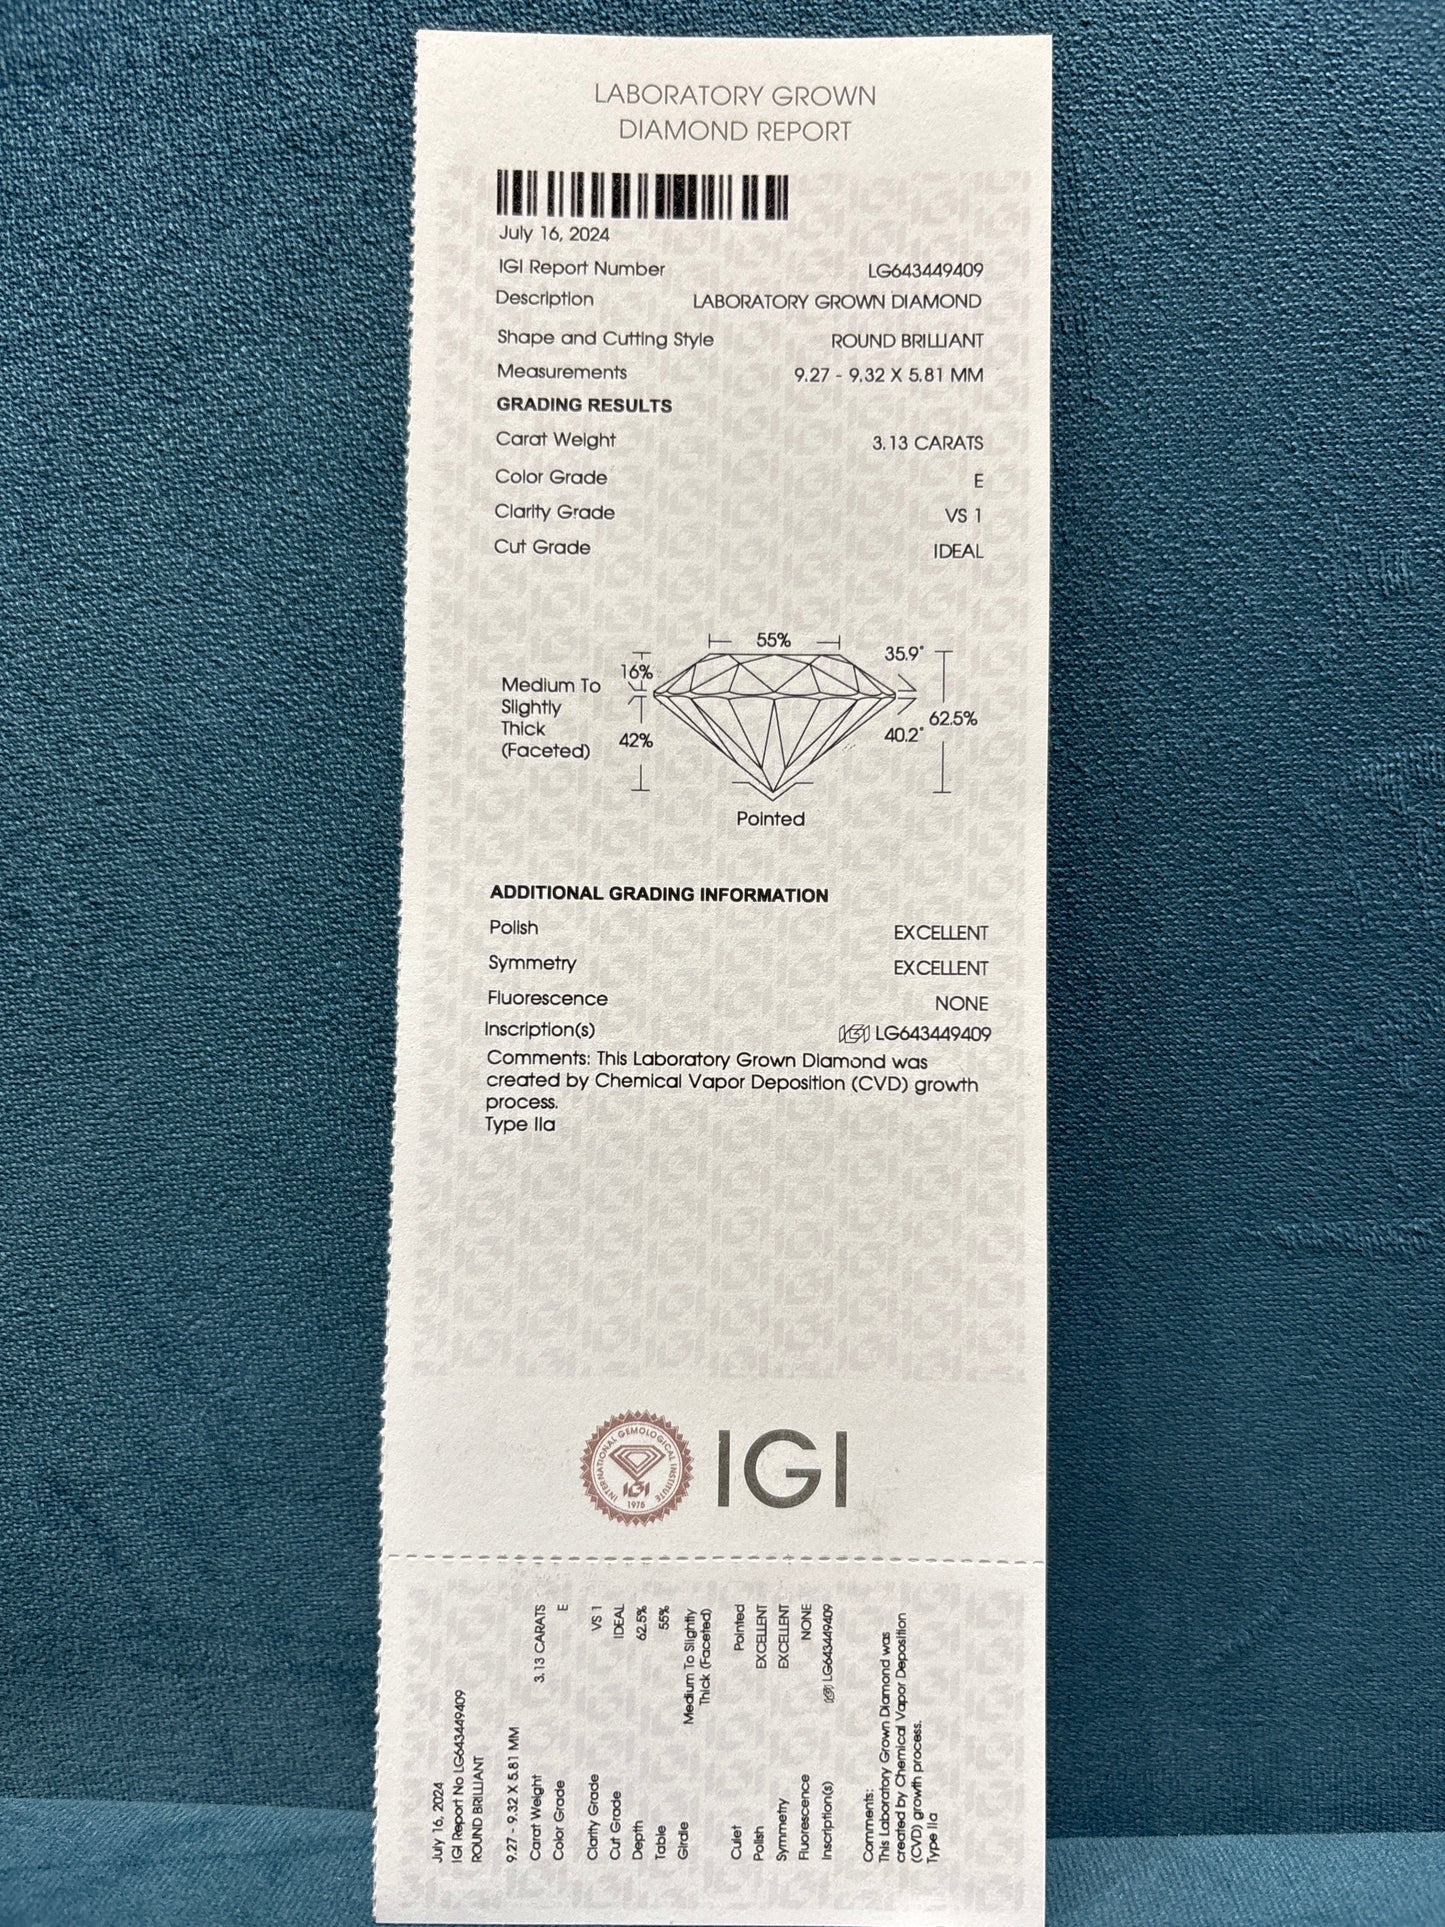 LABORATORY GROWN
DIAMOND REPORT
July 16, 2024
IGI Report Number LG643449409
Description LABORATORY GROWN DIAMOND
Shape and Cutting Style ROUND BRILLIANT
Measurements 9.27 - 9.32 X 5.81 MM
GRADING RESULTS
Carat Weight 3.13 CARATS
Color Grade E
Clarity Grade VS 1
Cut Grade IDEAL
55%
35.9°
16%
Medium To
Slightly
Thick
(Faceted)
62.5%
42%
40.2°
Pointed
ADDITIONAL GRADING INFORMATION
Polish EXCELLENT
Symmetry EXCELLENT
Fluorescence NONE
Inscription(s) IGI LG643449409
Comments: This Laboratory Grown Diamond was
created by Chemical Vapor Deposition (CVD) growth
process.
Type IIa
INTERNATIONAL GEMOLOGICAL INSTITUTE
IGI
1975
IGI
July 16, 2024
IGI Report No LG643449409
ROUND BRILLIANT
9.27 - 9.32 X 5.81 MM
Carat Weight 3.13 CARATS
Color Grade E
Clarity Grade VS 1
Cut Grade IDEAL
Depth 62.5%
Table 55%
Girdle Medium To Slightly
Thick (Faceted)
Culet Pointed
Polish EXCELLENT
Symmetry EXCELLENT
Fluorescence NONE
Inscription(s) IGI LG643449409
Comments:
This Laboratory Grown Diamond was
created by Chemical Vapor Deposition
(CVD) growth process.
Type IIa